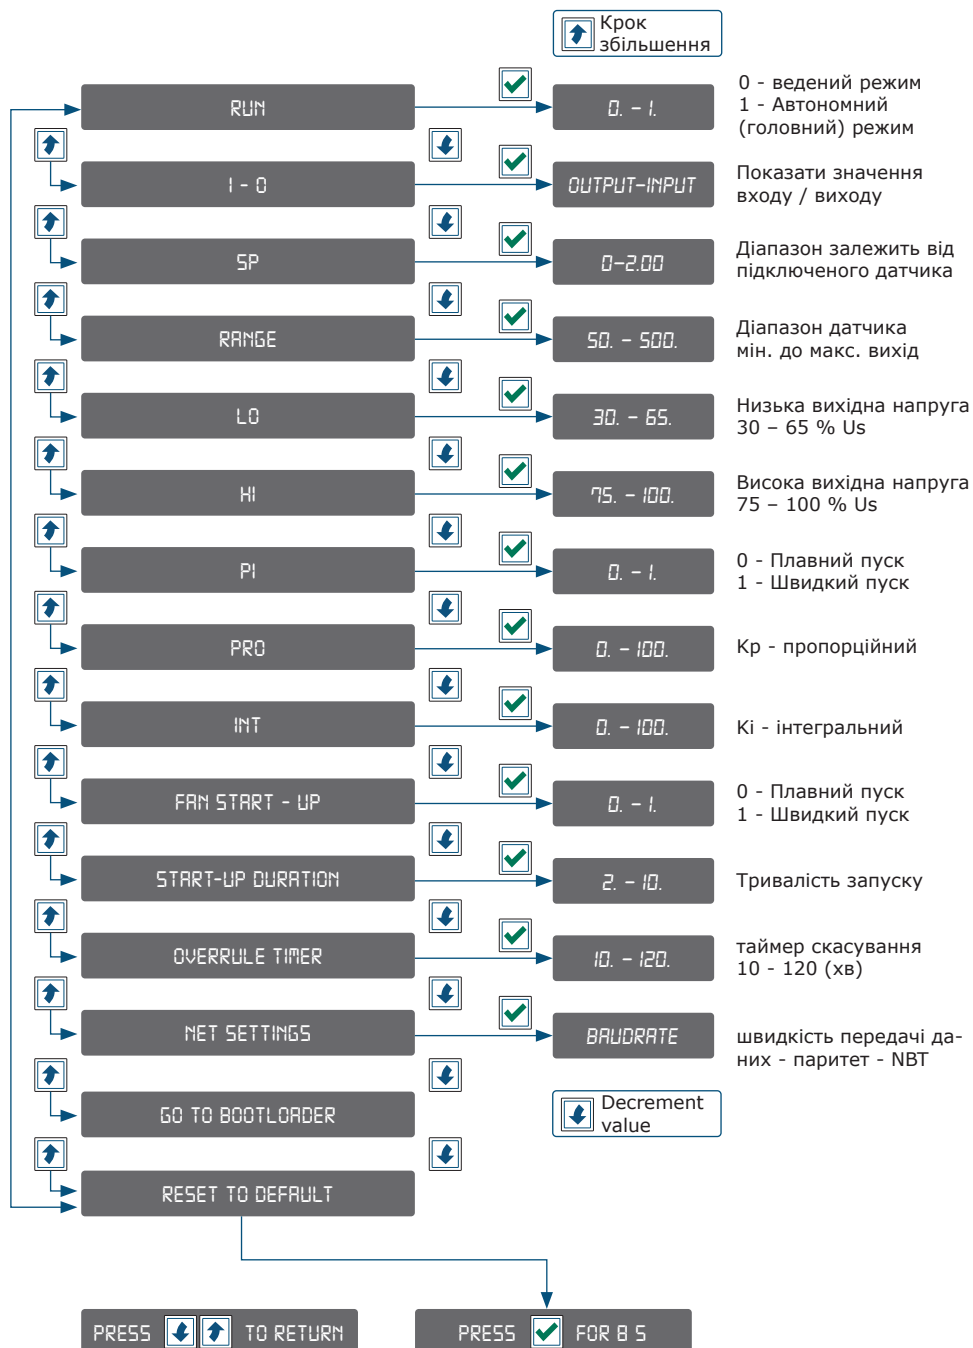 Крок
збільшення
RUN
0. – 1.
0 - ведений режим
1 - Автономний
(головний) режим
I - O
OUTPUT-INPUT
Показати значення
входу / виходу
SP
0–2.00
Діапазон залежить від
підключеного датчика
RANGE
50. – 500.
Діапазон датчика
мін. до макс. вихід
LO
30. – 65.
Низька вихідна напруга
30 – 65 % Us
HI
75. – 100.
Висока вихідна напруга
75 – 100 % Us
PI
0. – 1.
0 - Плавний пуск
1 - Швидкий пуск
PRO
0. – 100.
Kp - пропорційний
INT
0. – 100.
Ki - інтегральний
FAN START - UP
0. – 1.
0 - Плавний пуск
1 - Швидкий пуск
START-UP DURATION
2. – 10.
Тривалість запуску
OVERRULE TIMER
10. – 120.
таймер скасування
10 - 120 (хв)
NET SETTINGS
BAUDRATE
швидкість передачі да-
них - паритет - NBT
GO TO BOOTLOADER
Decrement
value
RESET TO DEFAULT
PRESS TO RETURN
PRESS FOR 8 S